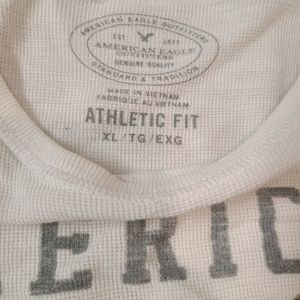 AMERICAN EAGLE OUTFITTERS
EST. 1977
AMERICAN EAGLE
OUTFITTERS
GENUINE QUALITY
STANDARD & TRADITION
MADE IN VIETNAM
FABRIQUÉ AU VIETNAM
ATHLETIC FIT
XL / TG / EXG
ERIC